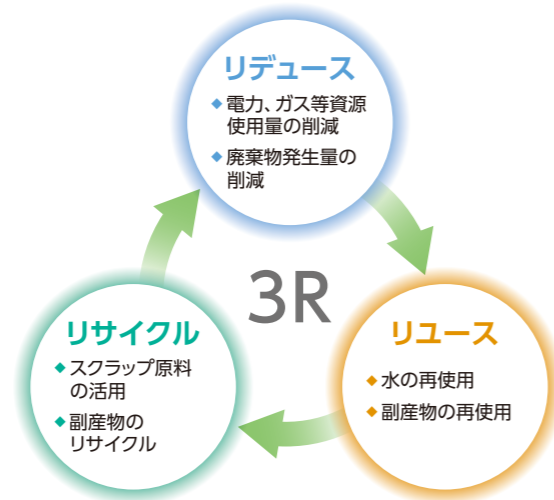 リデュース
◆電力、ガス等資源
使用量の削減
◆廃棄物発生量の
削減
3R
リサイクル
◆スクラップ原料
の活用
◆副産物の
リサイクル
リユース
◆水の再使用
◆副産物の再使用